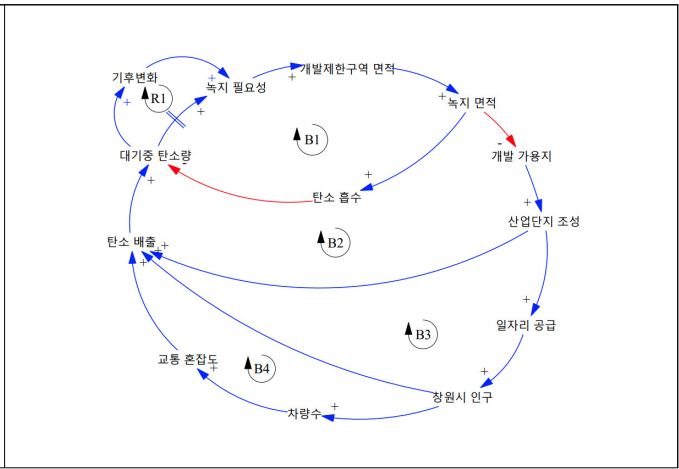 기후변화
+
R1
+
녹지 필요성
+
+
개발제한구역 면적
+
녹지 면적
B1
-
개발 가용지
대기중 탄소량
-
+
+
탄소 흡수
+
산업단지 조성
탄소 배출
+
+
+
B2
+
일자리 공급
B3
교통 혼잡도
+
B4
+
창원시 인구
차량수
+